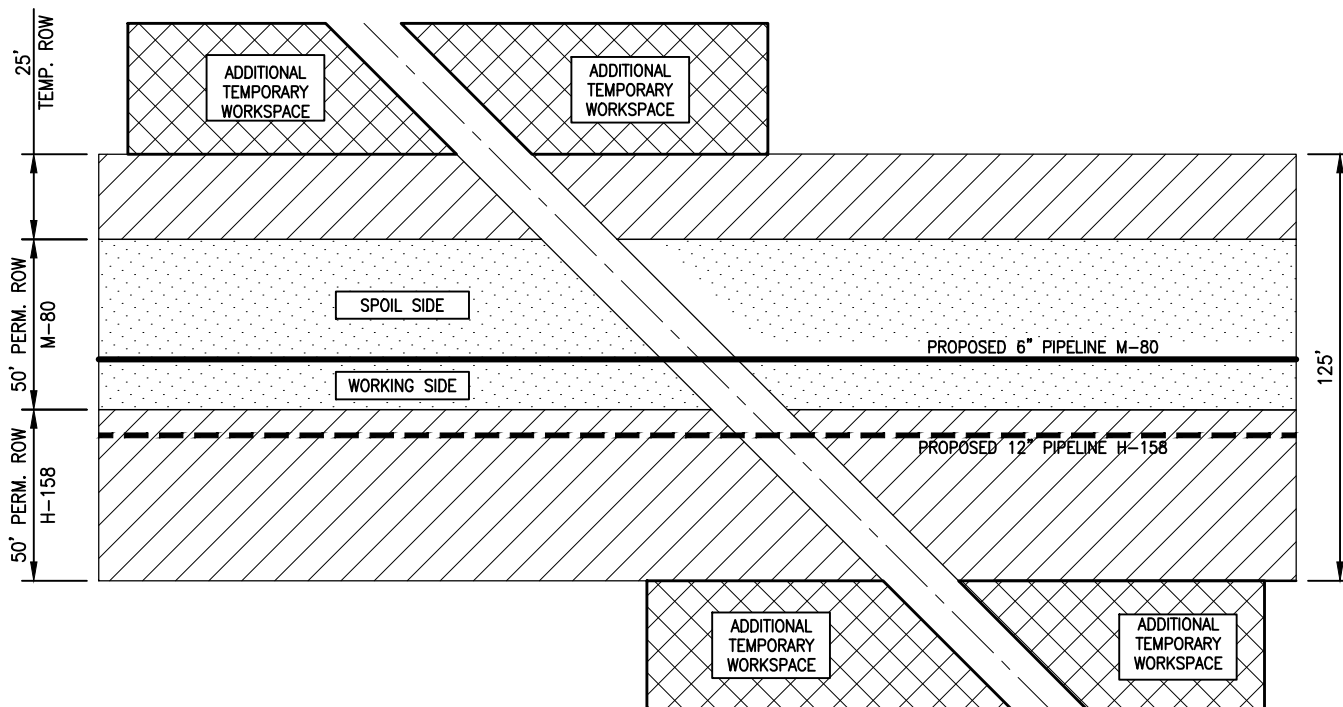 25'
TEMP. ROW
ADDITIONAL
TEMPORARY
WORKSPACE
ADDITIONAL
TEMPORARY
WORKSPACE
50' PERM. ROW
M-80
SPOIL SIDE
PROPOSED 6" PIPELINE M-80
WORKING SIDE
125'
50' PERM. ROW
H-158
PROPOSED 12" PIPELINE H-158
ADDITIONAL
TEMPORARY
WORKSPACE
ADDITIONAL
TEMPORARY
WORKSPACE